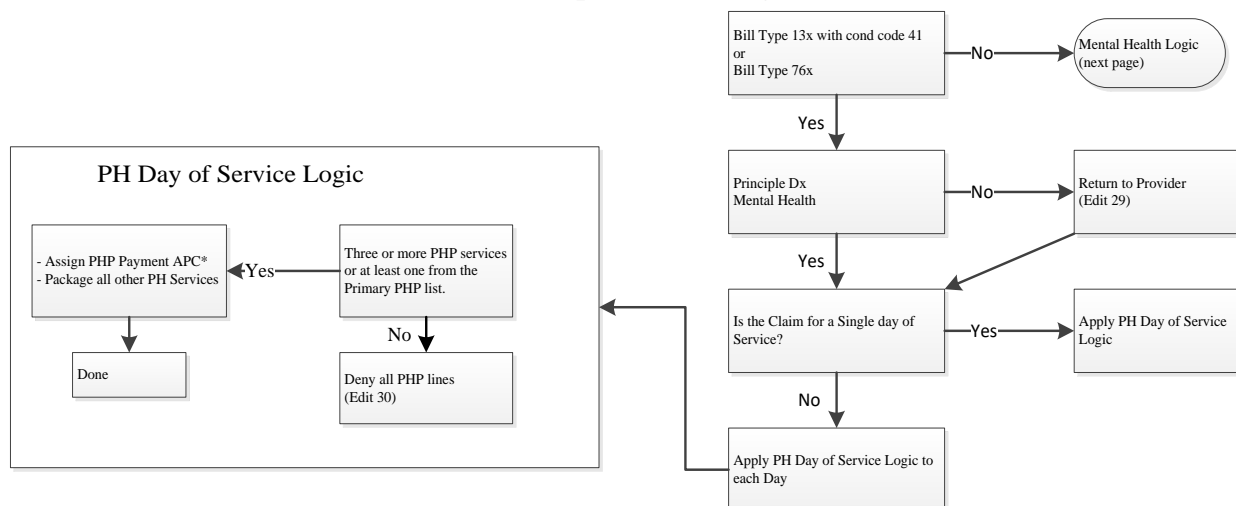 Bill Type 13x with cond code 41
or
Bill Type 76x
No
Mental Health Logic
(next page)
Yes
Principle Dx
Mental Health
No
Return to Provider
(Edit 29)
Yes
Is the Claim for a Single day of
Service?
Yes
Apply PH Day of Service
Logic
No
Apply PH Day of Service Logic to
each Day
PH Day of Service Logic
Three or more PHP services
or at least one from the
Primary PHP list.
Yes
- Assign PHP Payment APC*
- Package all other PH Services
Done
No
Deny all PHP lines
(Edit 30)